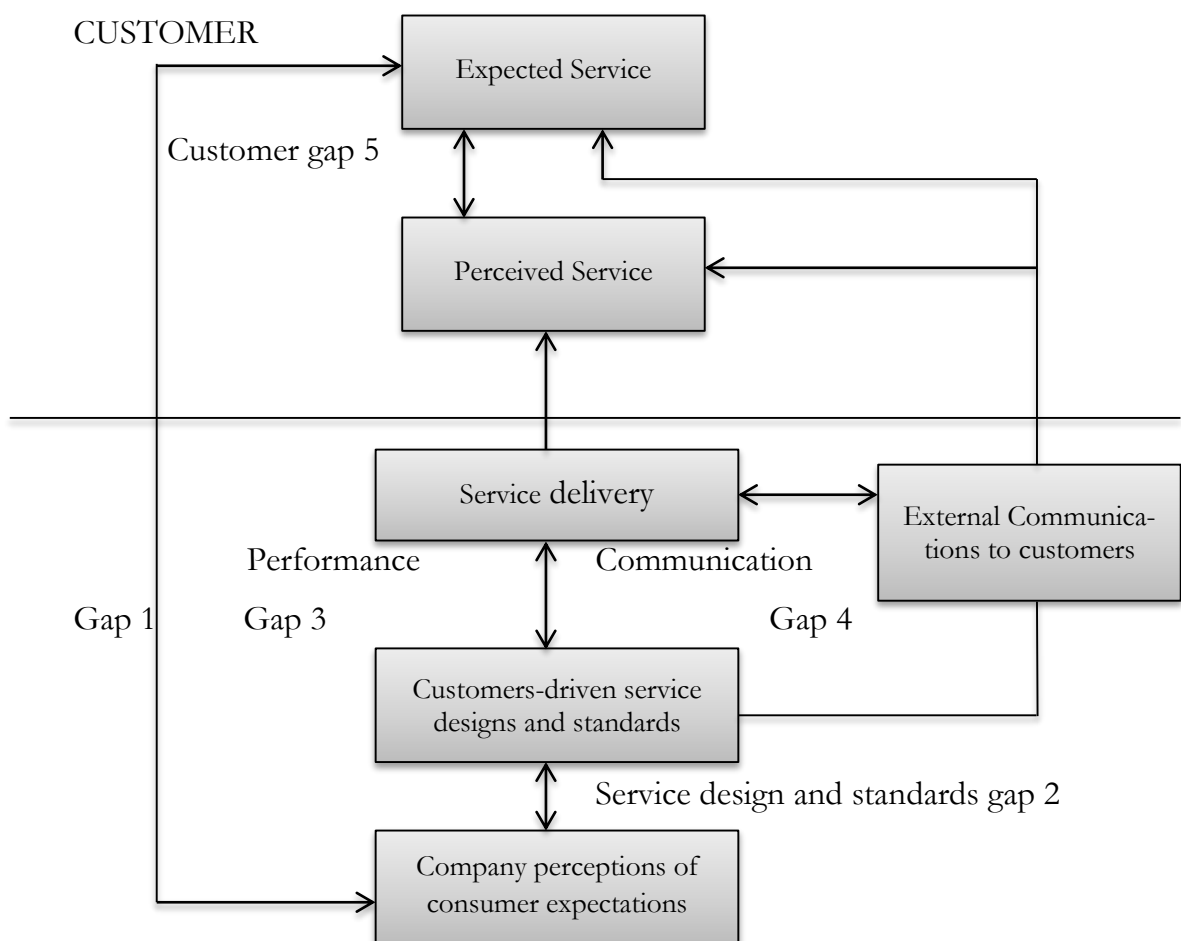 CUSTOMER
Expected Service
Customer gap 5
Perceived Service
Service delivery
External Communica-
tions to customers
Performance
Communication
Gap 1
Gap 3
Gap 4
Customers-driven service
designs and standards
Service design and standards gap 2
Company perceptions of
consumer expectations